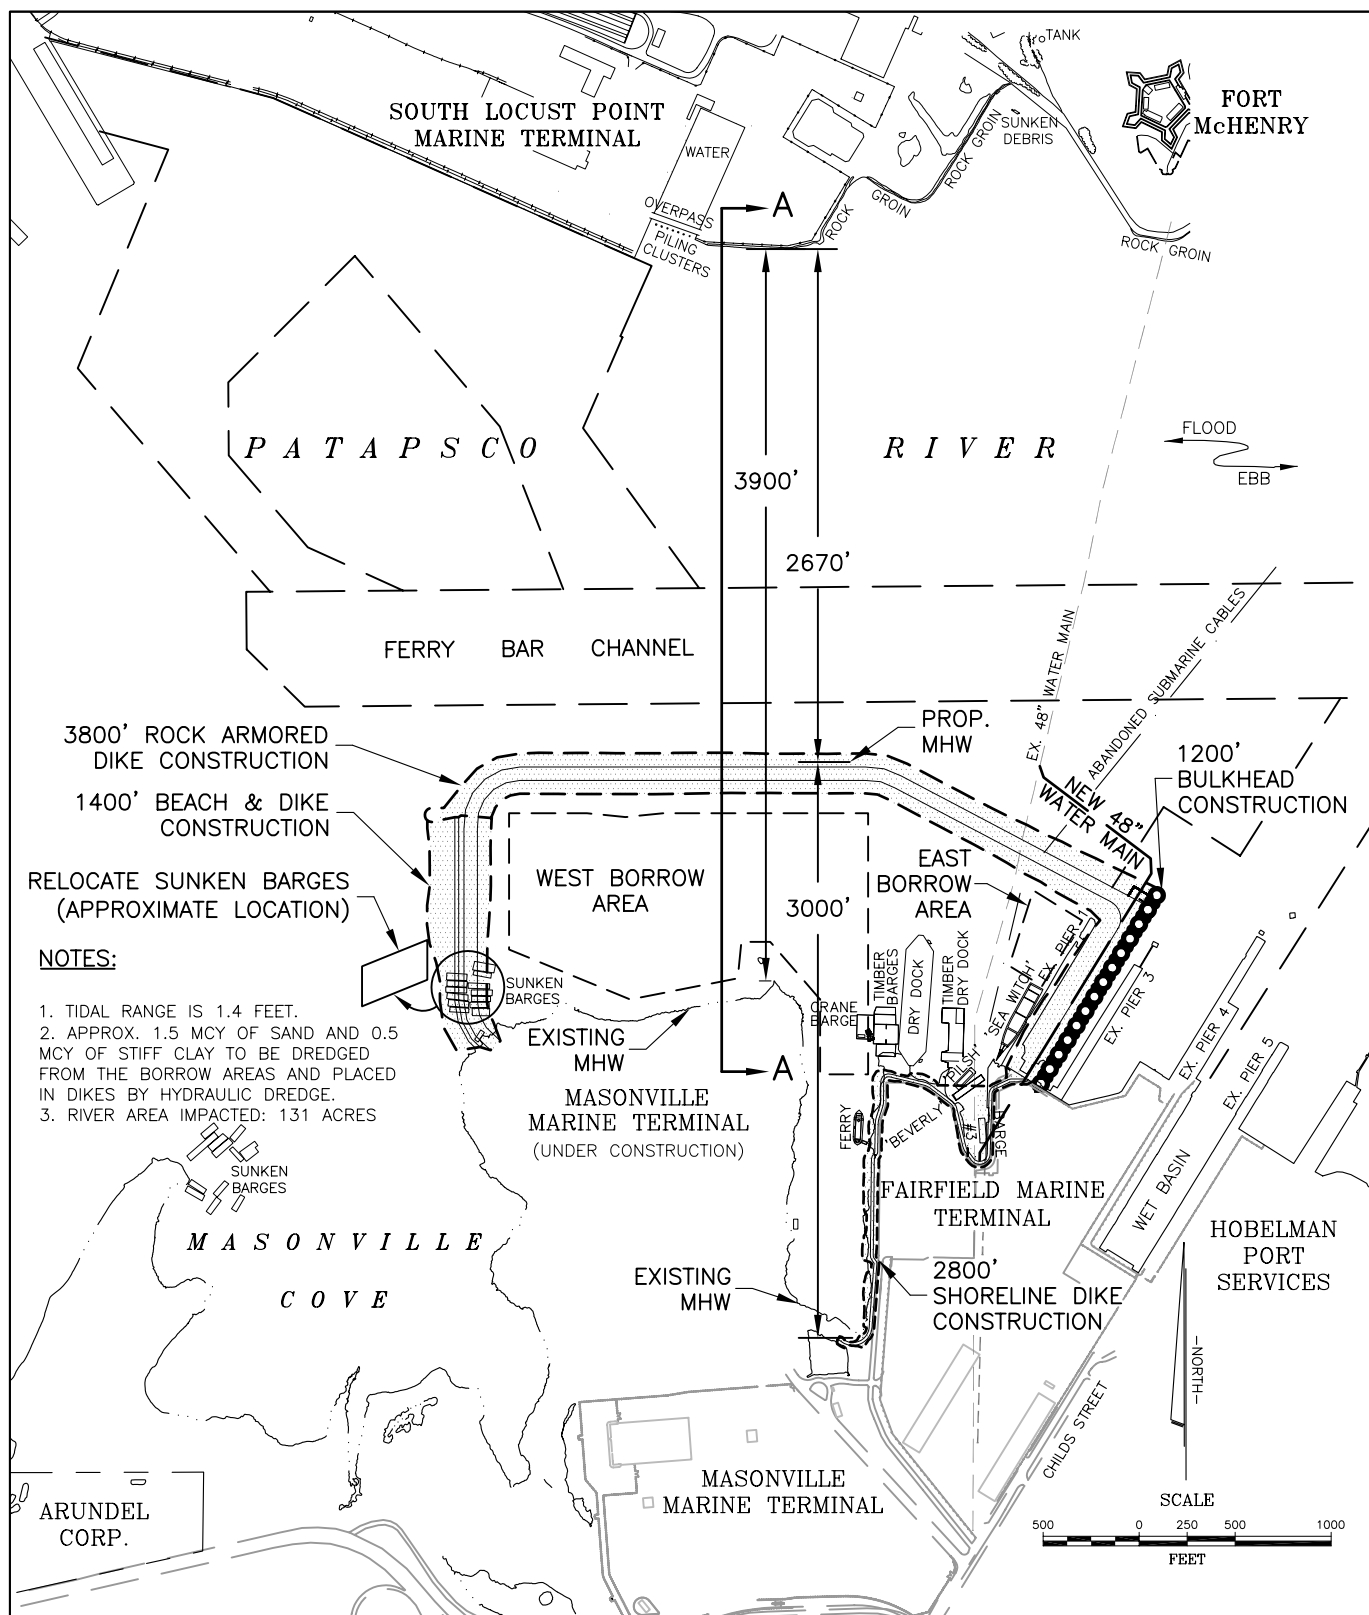 TANK
FORT
McHENRY
SOUTH LOCUST POINT
MARINE TERMINAL
SUNKEN
DEBRIS
WATER
ROCK GROIN
GROIN
ROCK
OVERPASS
PILING
CLUSTERS
A
ROCK GROIN
PATAPSCO
RIVER
FLOOD
EBB
3900'
2670'
FERRY BAR CHANNEL
EX. 48" WATER MAIN
ABANDONED SUBMARINE CABLES
3800' ROCK ARMORED
DIKE CONSTRUCTION
PROP.
MHW
1200'
BULKHEAD
CONSTRUCTION
NEW 48"
WATER MAIN
1400' BEACH & DIKE
CONSTRUCTION
RELOCATE SUNKEN BARGES
(APPROXIMATE LOCATION)
WEST BORROW
AREA
EAST
BORROW
AREA
3000'
NOTES:
1. TIDAL RANGE IS 1.4 FEET.
2. APPROX. 1.5 MCY OF SAND AND 0.5
MCY OF STIFF CLAY TO BE DREDGED
FROM THE BORROW AREAS AND PLACED
IN DIKES BY HYDRAULIC DREDGE.
3. RIVER AREA IMPACTED: 131 ACRES
SUNKEN
BARGES
CRANE
BARGE
TIMBER
BARGES
DRY DOCK
TIMBER
DRY DOCK
'SEA WITCH'
EX. PIER
EX. PIER 3
EX. PIER 4
EX. PIER 5
EXISTING
MHW
A
MASONVILLE
MARINE TERMINAL
(UNDER CONSTRUCTION)
FERRY
'BEVERLY
PILSH'
#3
BARGE
SUNKEN
BARGES
FAIRFIELD MARINE
TERMINAL
WET BASIN
HOBELMAN
PORT
SERVICES
MASONVILLE
COVE
EXISTING
MHW
2800'
SHORELINE DIKE
CONSTRUCTION
-NORTH-
CHILDS STREET
MASONVILLE
MARINE TERMINAL
ARUNDEL
CORP.
SCALE
500 0 250 500 1000
FEET